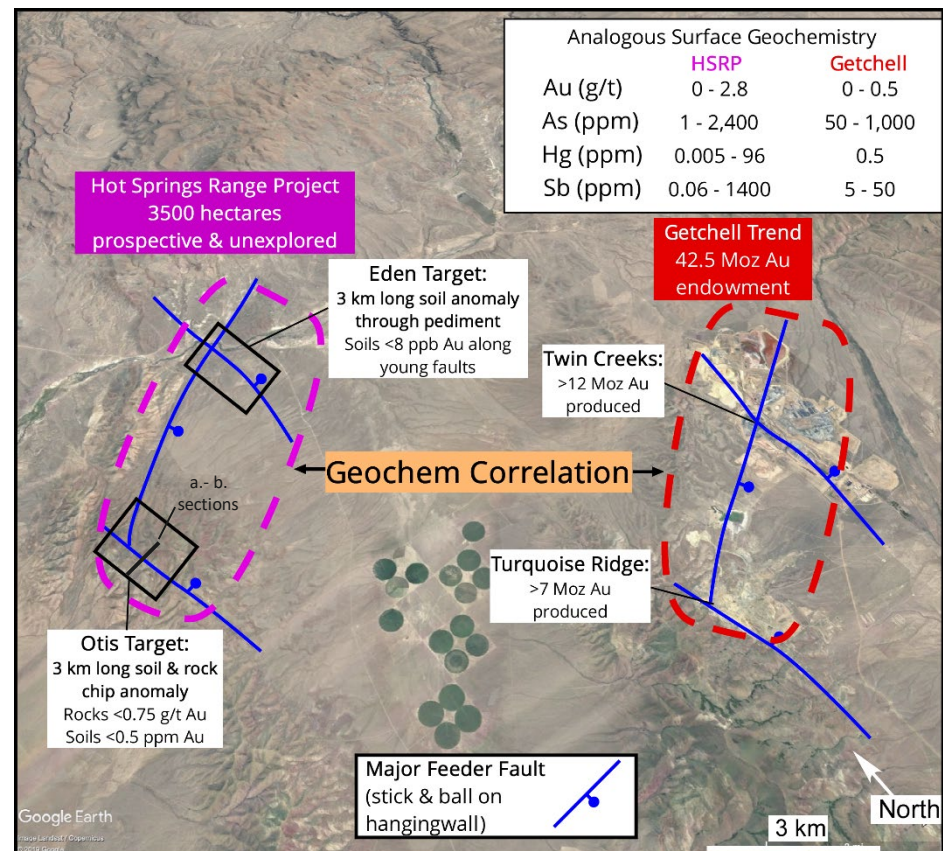 Analogous Surface Geochemistry
HSRP Getchell
Au (g/t) 0 - 2.8 0 - 0.5
As (ppm) 1 - 2,400 50 - 1,000
Hg (ppm) 0.005 - 96 0.5
Sb (ppm) 0.06 - 1400 5 - 50
Hot Springs Range Project
3500 hectares
prospective & unexplored
Getchell Trend
42.5 Moz Au
endowment
Eden Target:
3 km long soil anomaly
through pediment
Soils <8 ppb Au along
young faults
Twin Creeks:
>12 Moz Au
produced
Geochem Correlation
a.- b.
sections
Turquoise Ridge:
>7 Moz Au
produced
Otis Target:
3 km long soil & rock
chip anomaly
Rocks <0.75 g/t Au
Soils <0.5 ppm Au
Major Feeder Fault
(stick & ball on
hangingwall)
North
3 km
Google Earth
Image Landsat / Copernicus